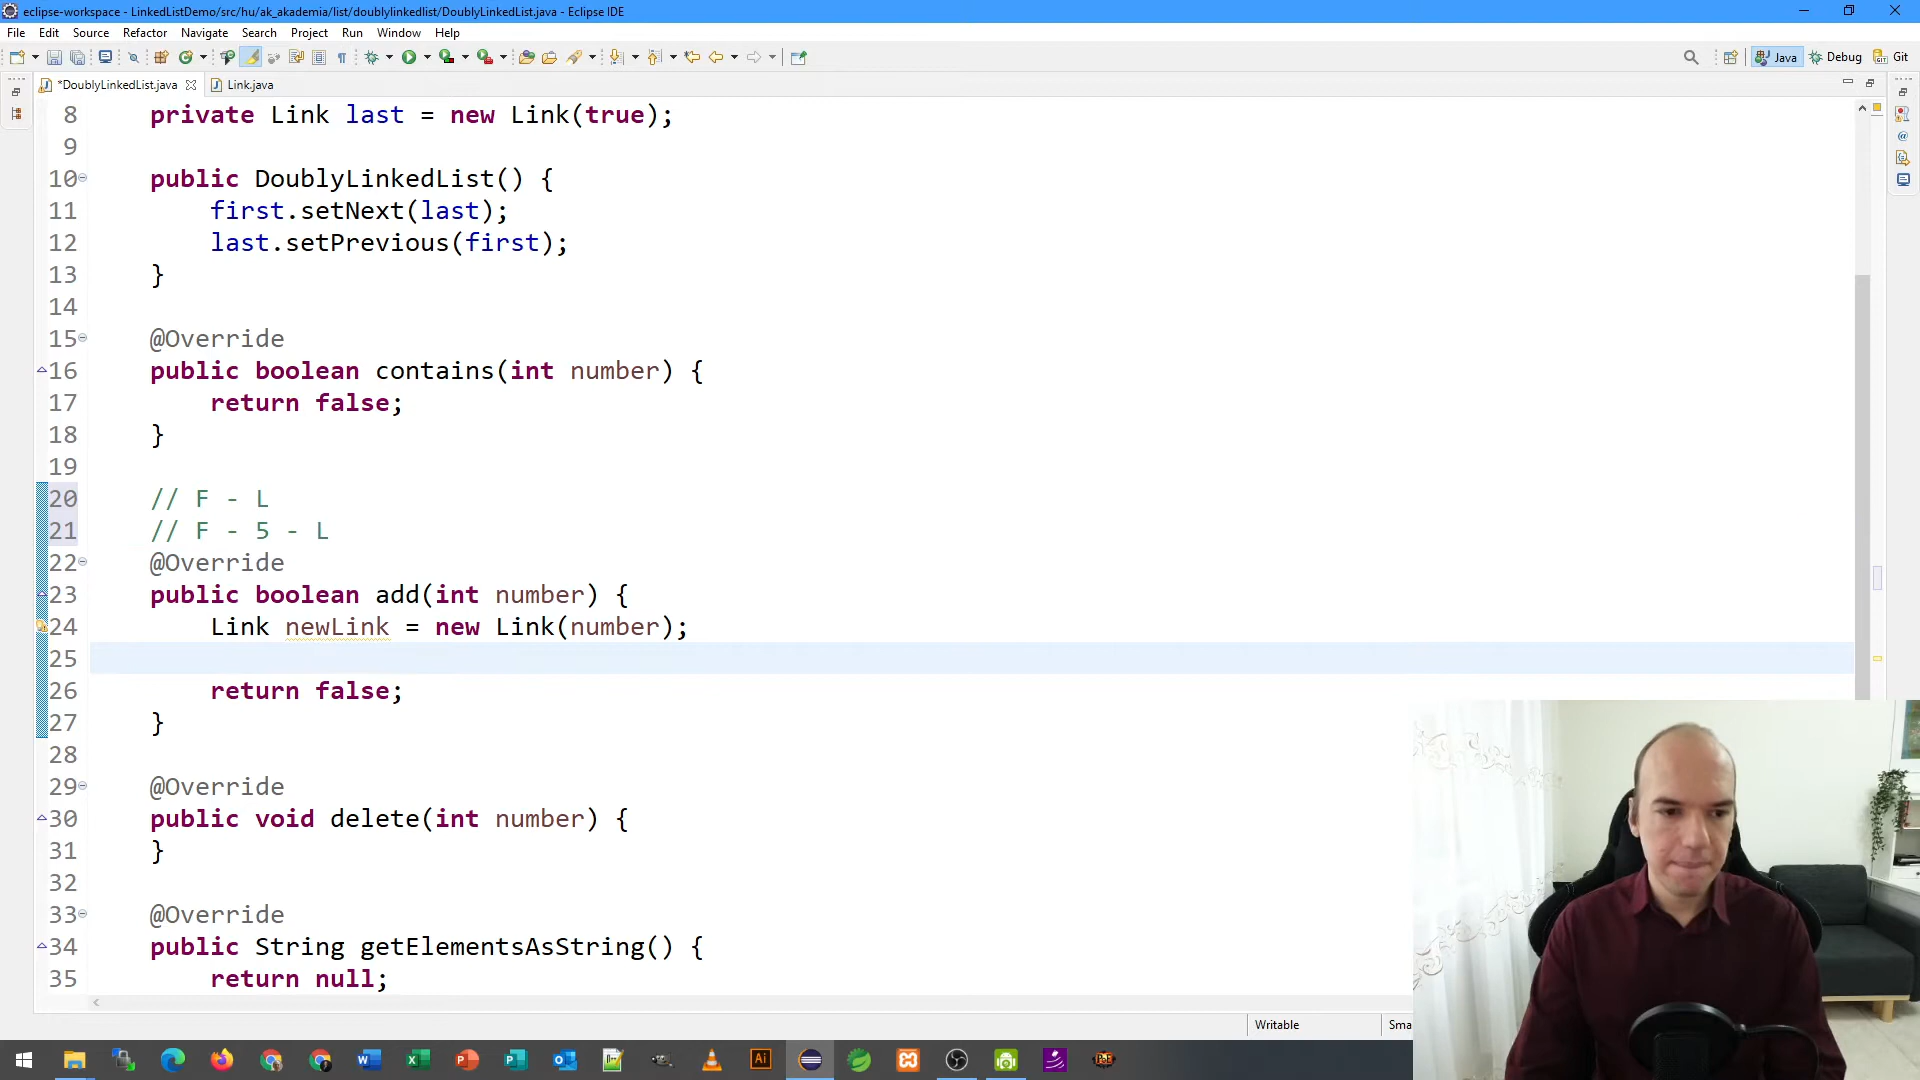 eclipse-workspace - LinkedListDemo/src/hu/ak_akademia/list/doublylinkedlist/DoublyLinkedList.java - Eclipse IDE
File Edit Source Refactor Navigate Search Project Run Window Help
Java Debug Git
*DoublyLinkedList.java Link.java
8 private Link last = new Link(true);
9
10 public DoublyLinkedList() {
11 first.setNext(last);
12 last.setPrevious(first);
13 }
14
15 @Override
16 public boolean contains(int number) {
17 return false;
18 }
19
20 // F - L
21 // F - 5 - L
22 @Override
23 public boolean add(int number) {
24 Link newLink = new Link(number);
25
26 return false;
27 }
28
29 @Override
30 public void delete(int number) {
31 }
32
33 @Override
34 public String getElementsAsString() {
35 return null;
Writable Sma